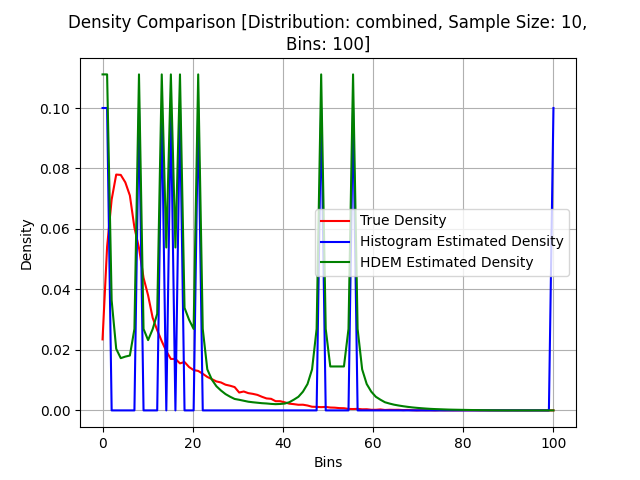 Density Comparison [Distribution: combined, Sample Size: 10,
Bins: 100]
Density
0.10
0.08
0.06
0.04
0.02
0.00
True Density
Histogram Estimated Density
HDEM Estimated Density
0 20 40 60 80 100
Bins